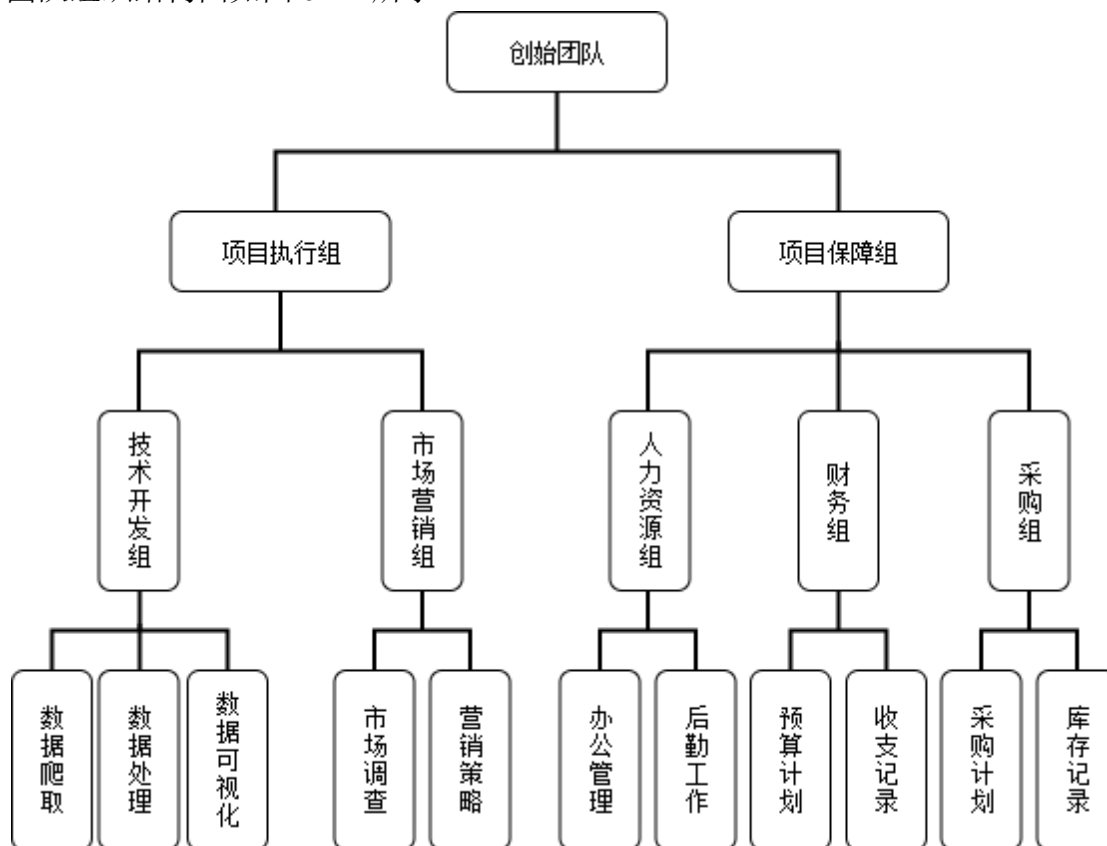 创始团队
项目执行组
项目保障组
技术开发组
市场营销组
人力资源组
财务组
采购组
数据爬取
数据处理
数据可视化
市场调查
营销策略
办公管理
后勤工作
预算计划
收支记录
采购计划
库存记录